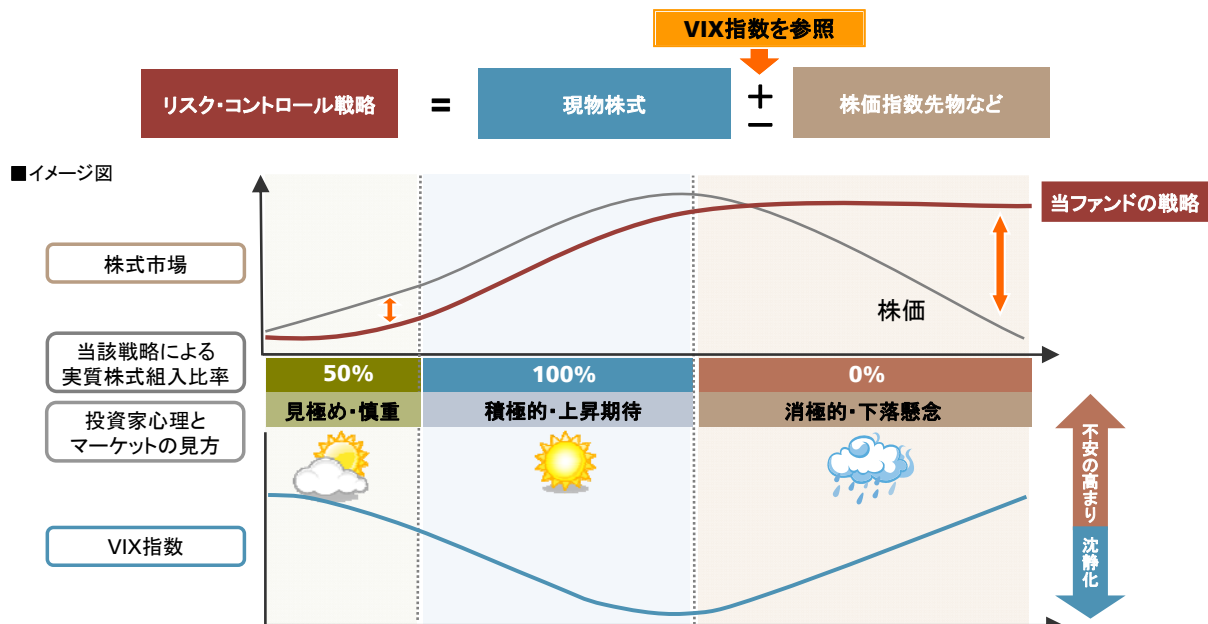 VIX指数を参照
リスク・コントロール戦略
=
現物株式
＋
－
株価指数先物など
■イメージ図
当ファンドの戦略
株式市場
株価
当該戦略による
実質株式組入比率
50%
100%
0%
見極め・慎重
積極的・上昇期待
消極的・下落懸念
投資家心理と
マーケットの見方
不安の高まり
沈静化
VIX指数